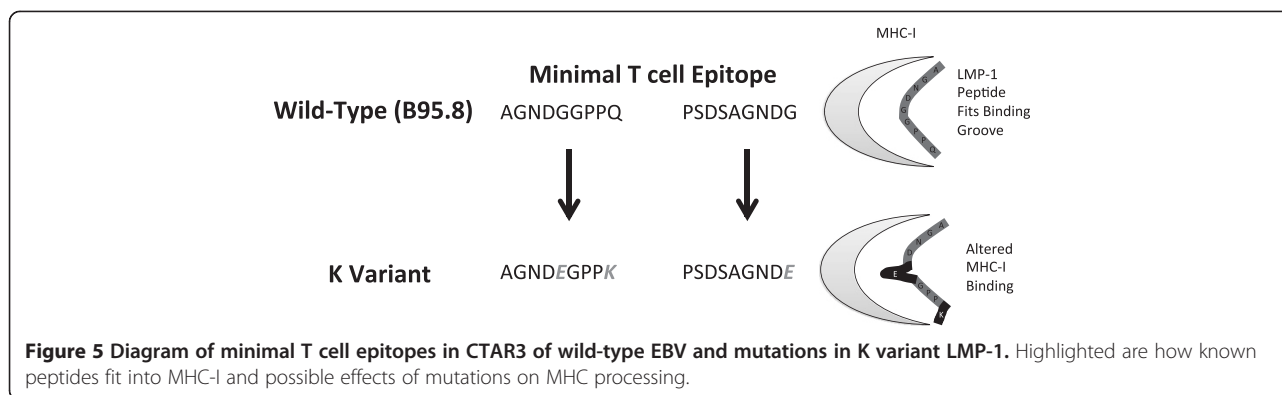 MHC-I
Minimal T cell Epitope
Wild-Type (B95.8) AGNDGGPPQ PSDSAGNDG
A G N D G G P P Q
LMP-1
Peptide
Fits Binding
Groove
K Variant AGNDEGPPK PSDSAGNDE
A G N D E G P P K
Altered
MHC-I
Binding
Figure 5 Diagram of minimal T cell epitopes in CTAR3 of wild-type EBV and mutations in K variant LMP-1. Highlighted are how known
peptides fit into MHC-I and possible effects of mutations on MHC processing.